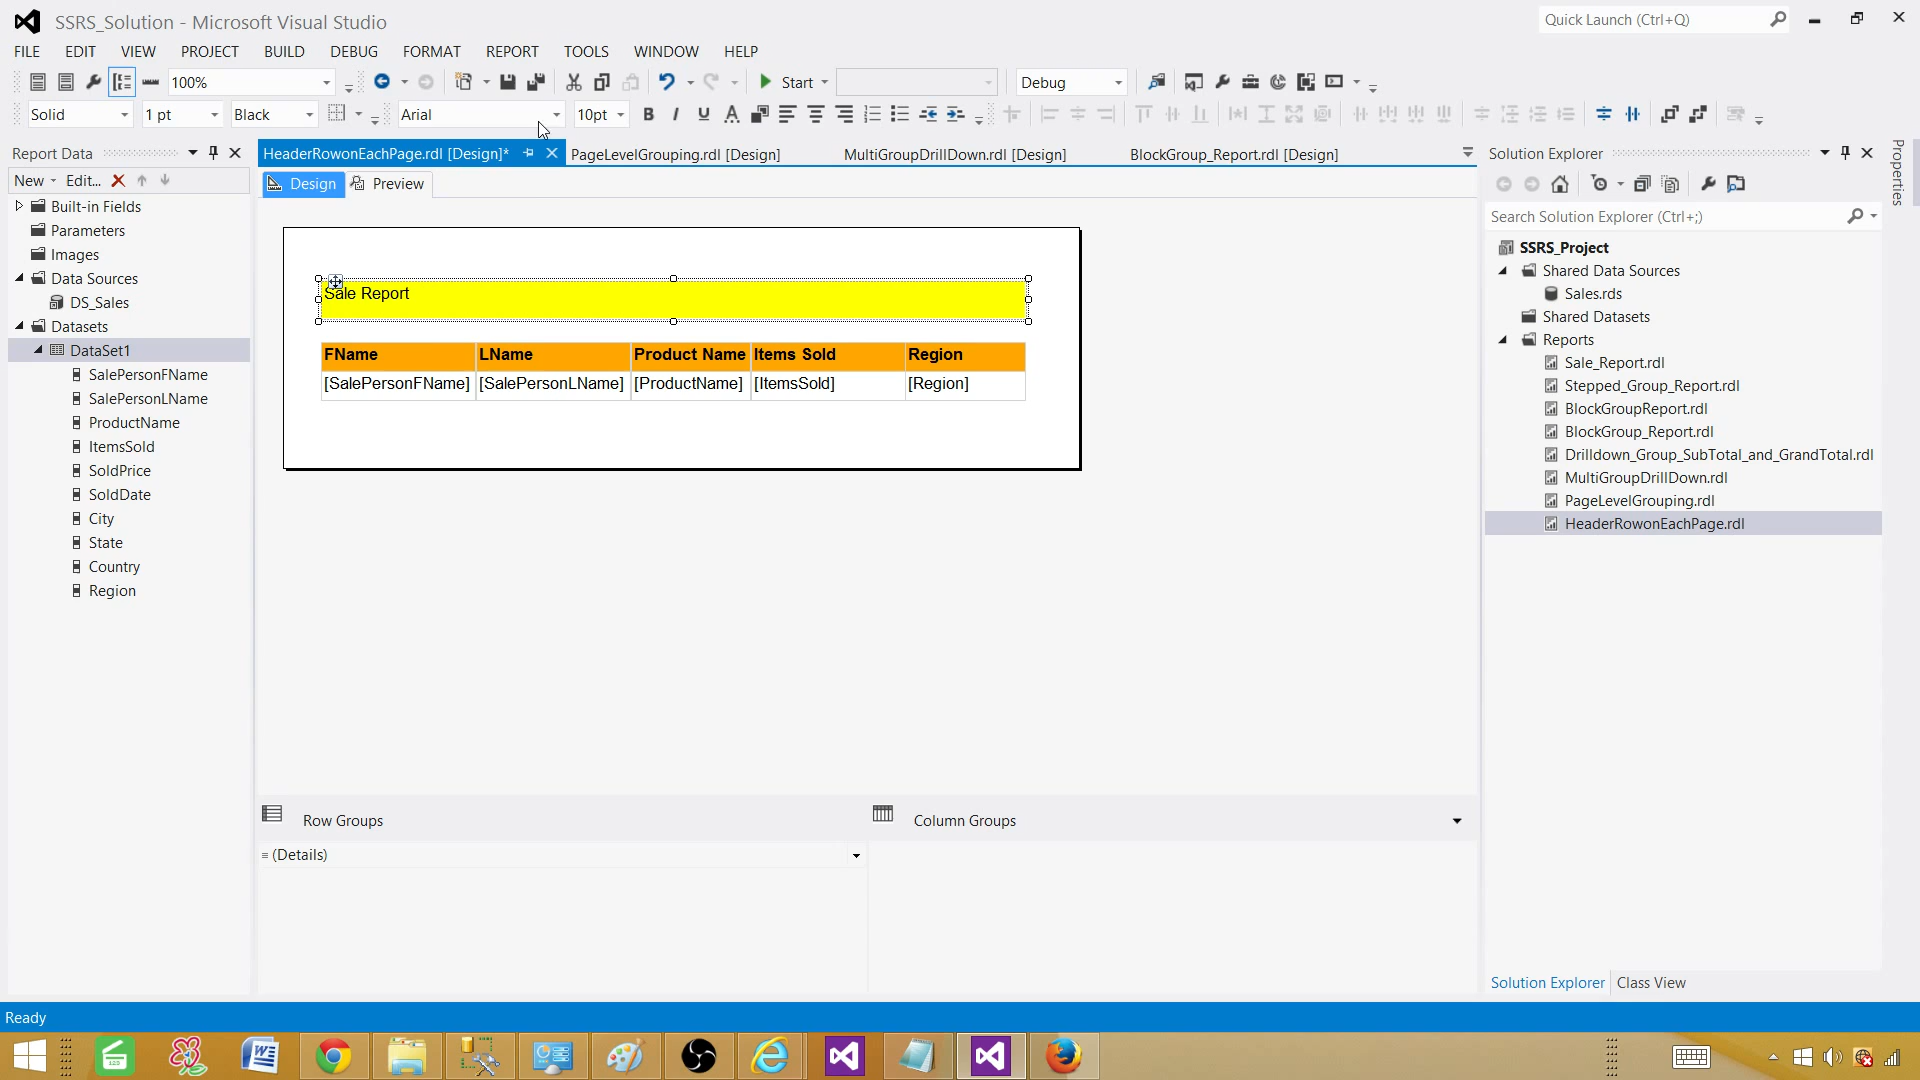 SSRS_Solution - Microsoft Visual Studio
Quick Launch (Ctrl+Q)
FILE EDIT VIEW PROJECT BUILD DEBUG FORMAT REPORT TOOLS WINDOW HELP
100% Start Debug
Solid 1 pt Black Arial 10pt B I U A
Report Data
HeaderRowonEachPage.rdl [Design]* PageLevelGrouping.rdl [Design] MultiGroupDrillDown.rdl [Design] BlockGroup_Report.rdl [Design]
Solution Explorer
Properties
New Edit...
Design Preview
Search Solution Explorer (Ctrl+;)
Built-in Fields
Parameters
Images
Data Sources
DS_Sales
Datasets
DataSet1
SalePersonFName
SalePersonLName
ProductName
ItemsSold
SoldPrice
SoldDate
City
State
Country
Region
Sale Report
FName LName Product Name Items Sold Region
[SalePersonFName] [SalePersonLName] [ProductName] [ItemsSold] [Region]
Row Groups
Column Groups
(Details)
SSRS_Project
Shared Data Sources
Sales.rds
Shared Datasets
Reports
Sale_Report.rdl
Stepped_Group_Report.rdl
BlockGroupReport.rdl
BlockGroup_Report.rdl
Drilldown_Group_SubTotal_and_GrandTotal.rdl
MultiGroupDrillDown.rdl
PageLevelGrouping.rdl
HeaderRowonEachPage.rdl
Solution Explorer Class View
Ready